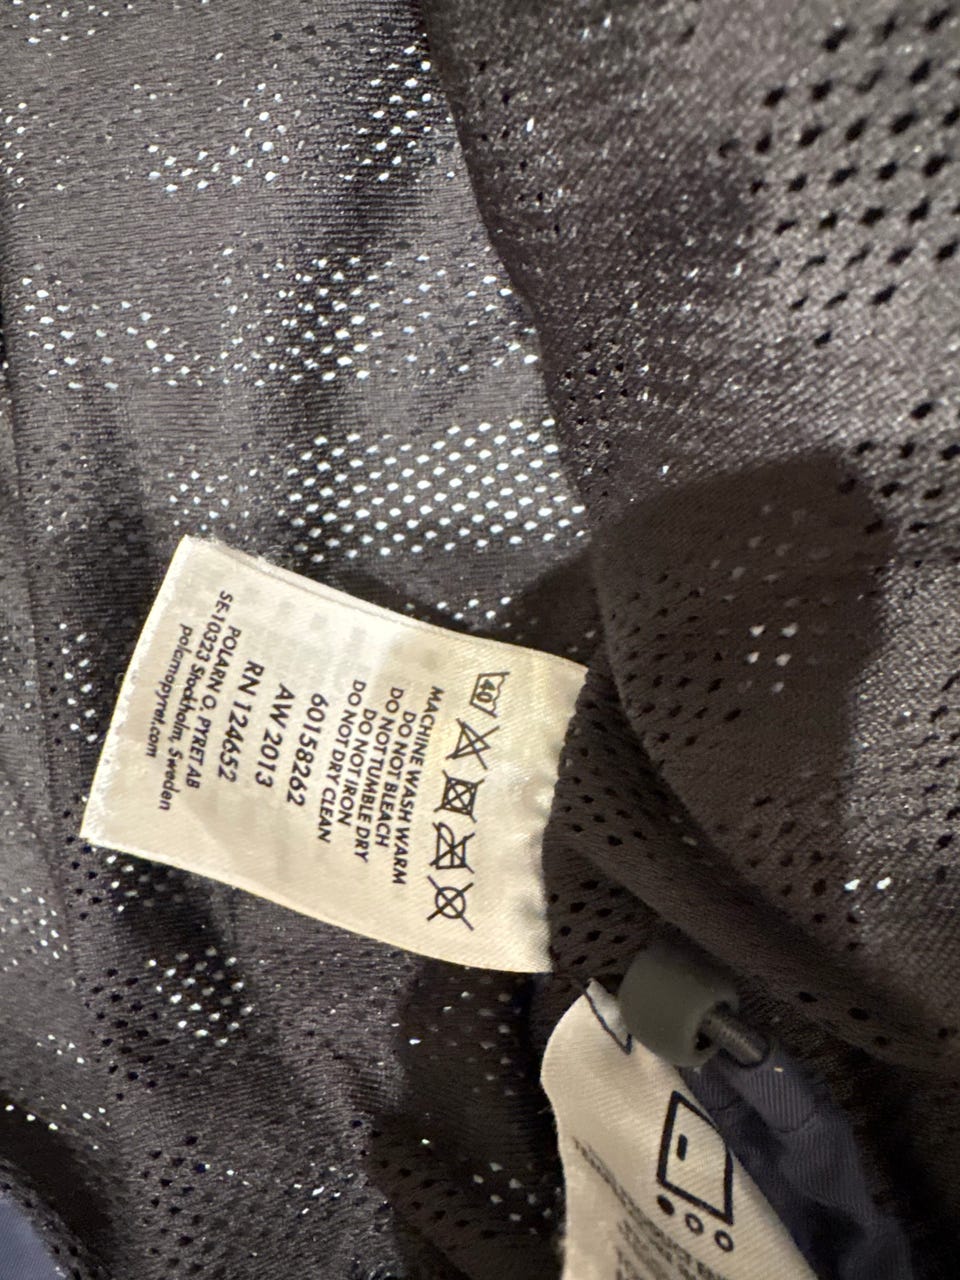 40
MACHINE WASH WARM
DO NOT BLEACH
DO NOT TUMBLE DRY
DO NOT IRON
DO NOT DRY CLEAN
60158262
AW 2013
RN 124652
POLARN O. PYRET AB
SE-10323 Stockholm, Sweden
polarnopyret.com